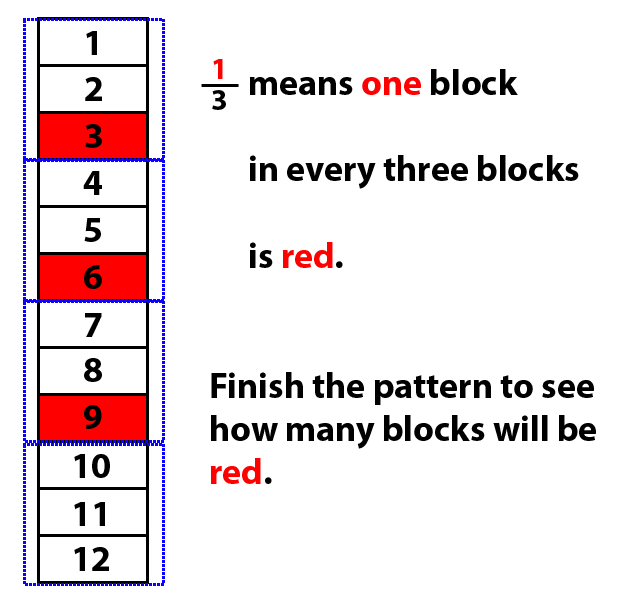 1
2
3
4
5
6
7
8
9
10
11
12
1/3 means one block
in every three blocks
is red.
Finish the pattern to see
how many blocks will be
red.